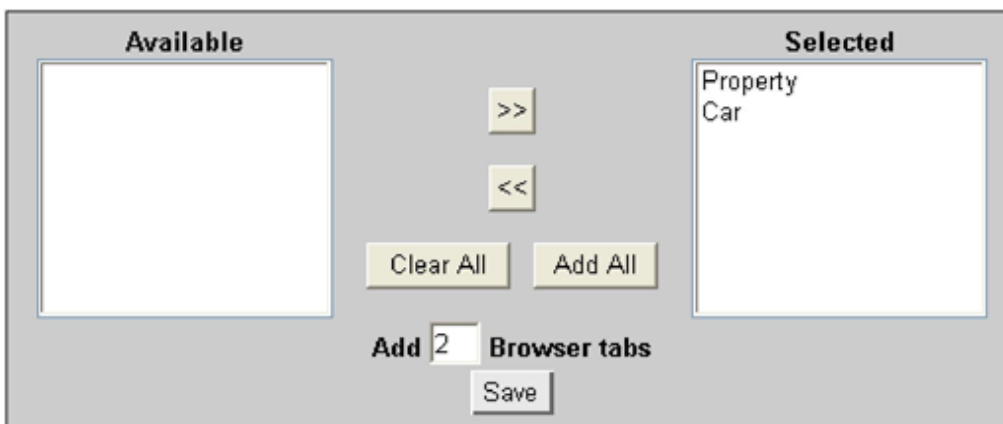 Available
Selected
Property
Car
>>
<<
Clear All
Add All
Add 2 Browser tabs
Save